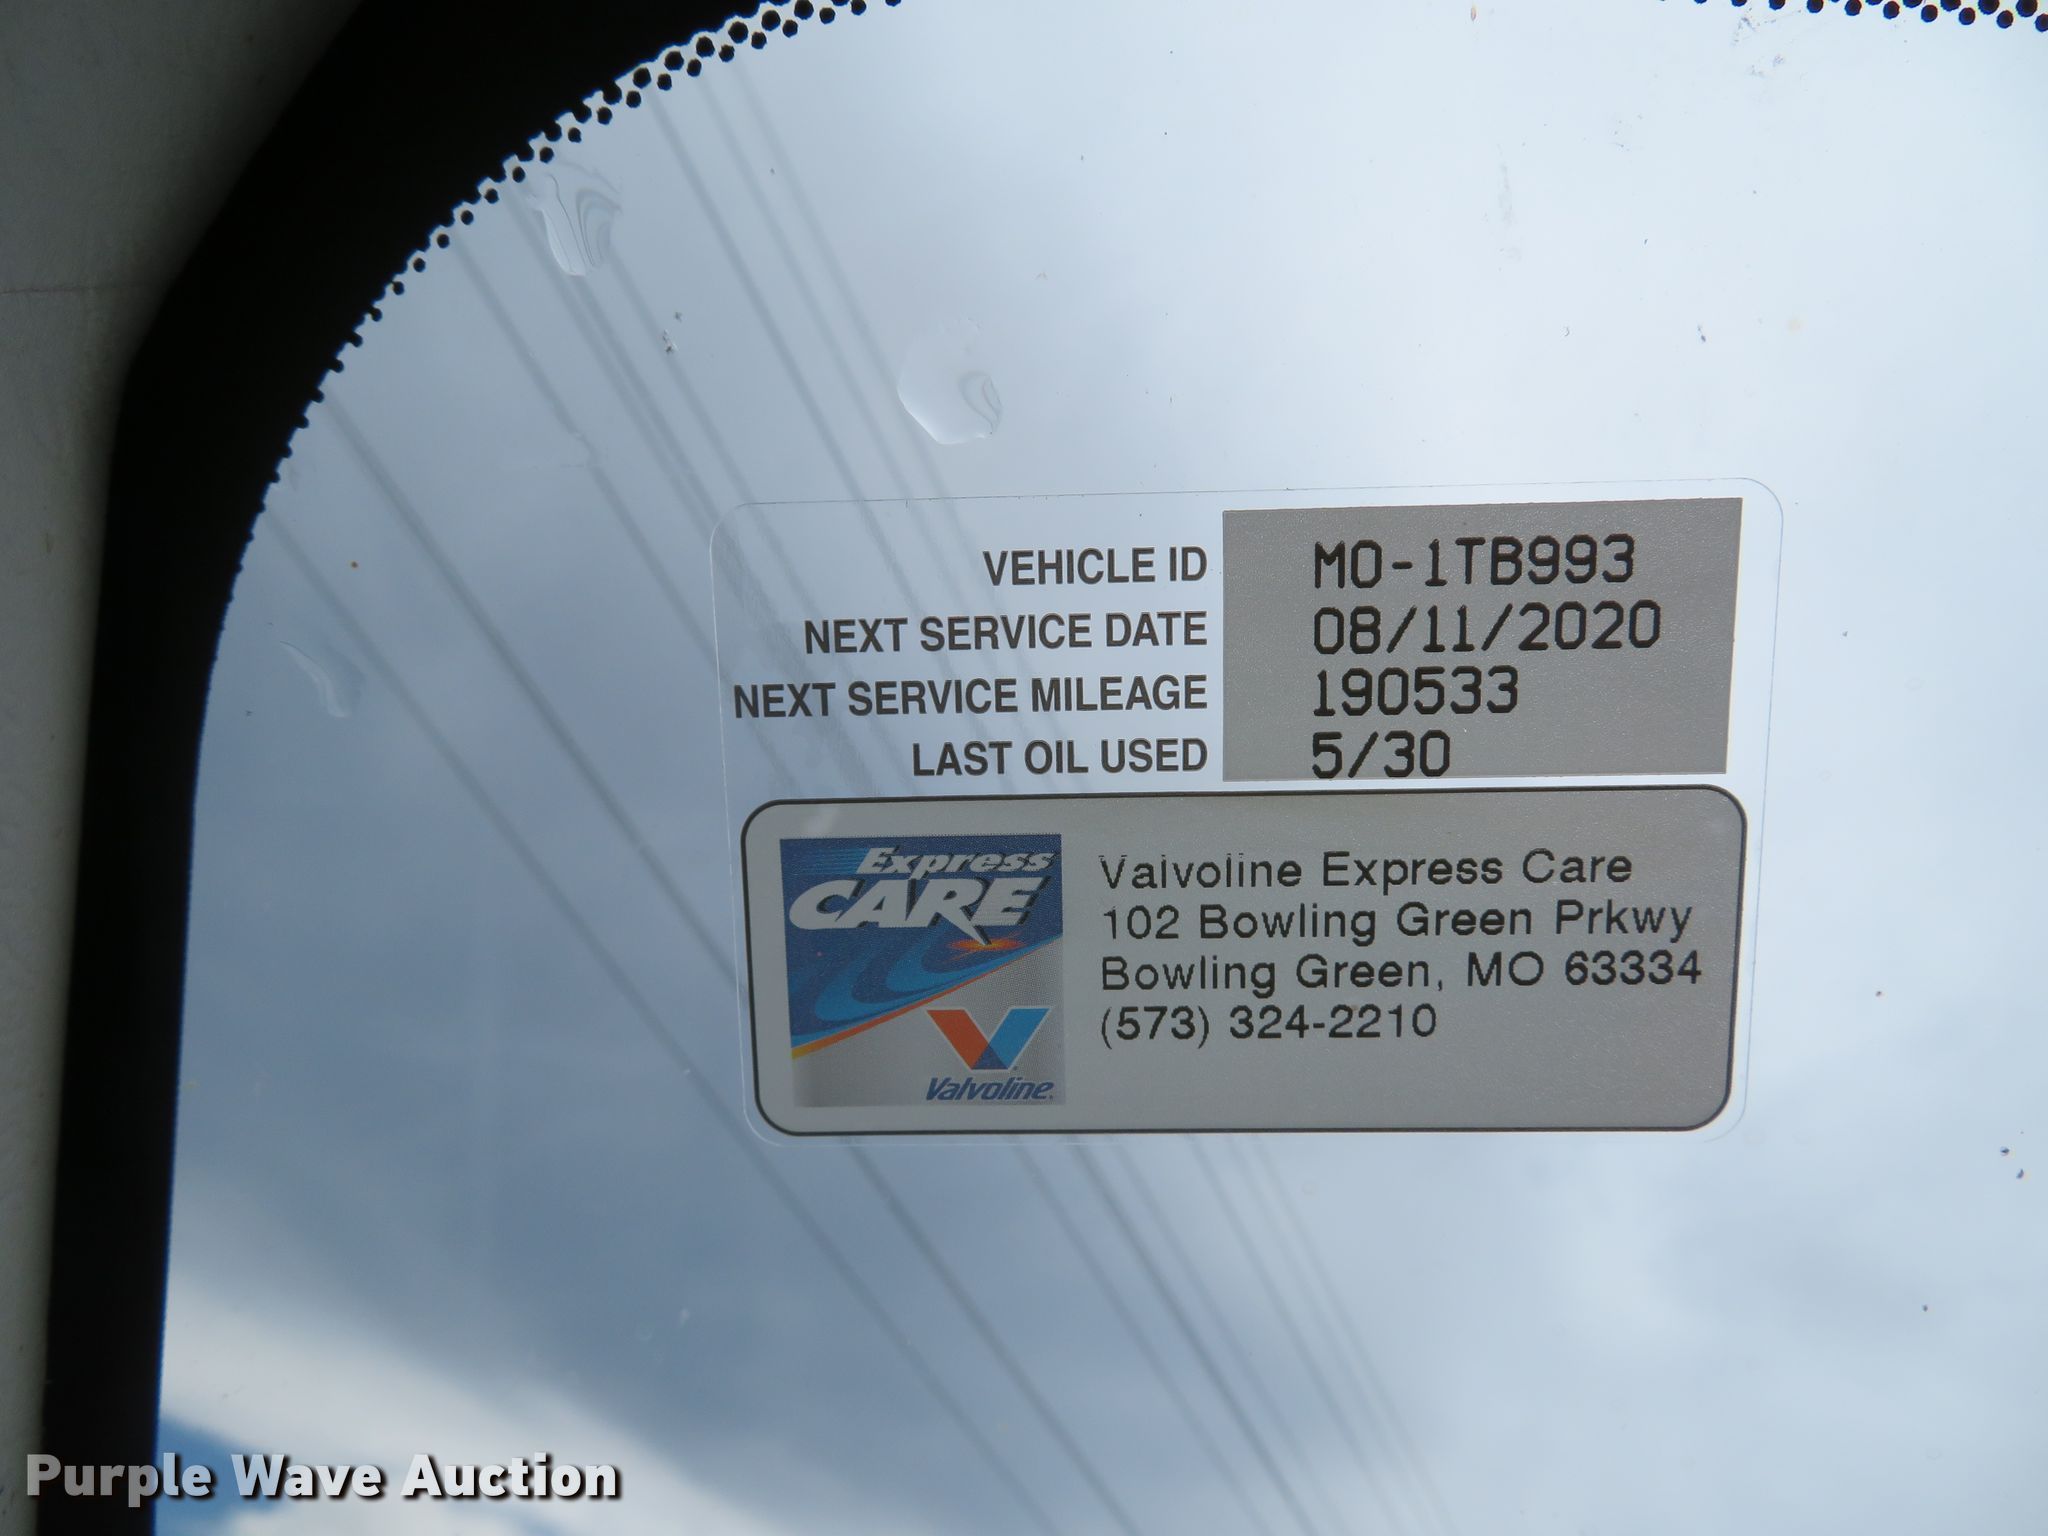 VEHICLE ID MO-1TB993
NEXT SERVICE DATE 08/11/2020
NEXT SERVICE MILEAGE 190533
LAST OIL USED 5/30
Express
CARE
Valvoline.
Valvoline Express Care
102 Bowling Green Prkwy
Bowling Green, MO 63334
(573) 324-2210
Purple Wave Auction